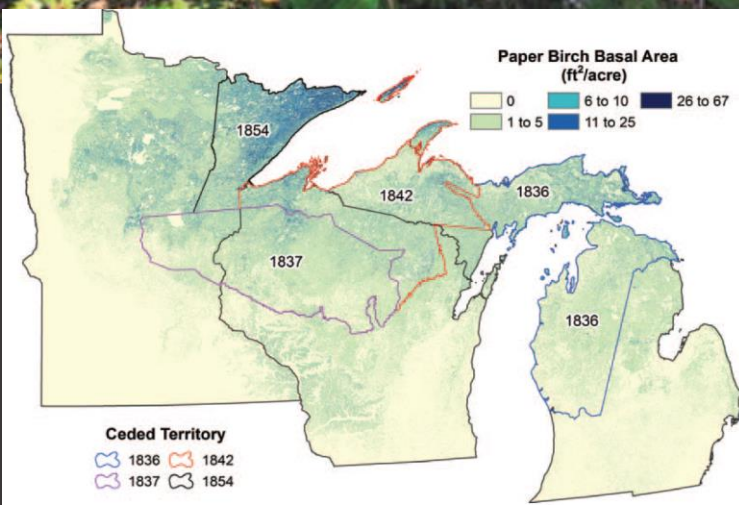 Paper Birch Basal Area
(ft²/acre)
0
6 to 10
26 to 67
1 to 5
11 to 25
1854
1842
1836
1837
1836
Ceded Territory
1836
1842
1837
1854